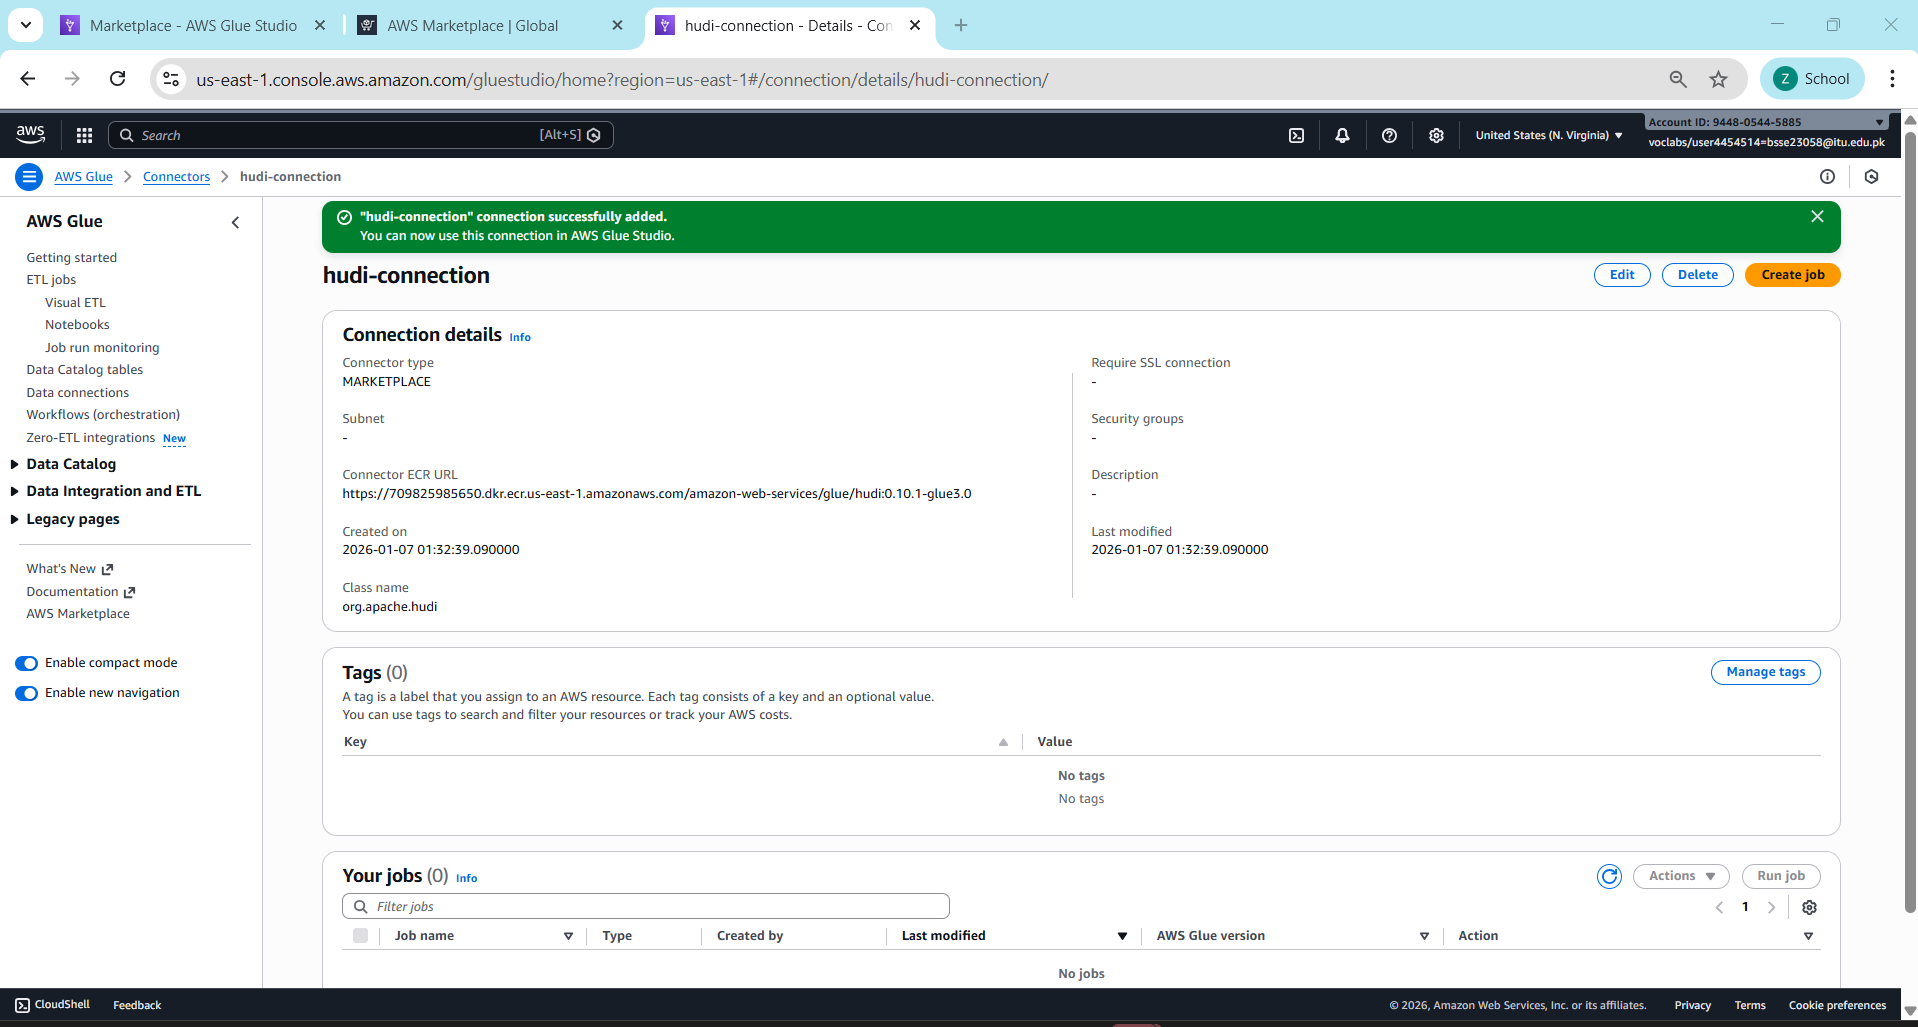 Marketplace - AWS Glue Studio
AWS Marketplace | Global
hudi-connection - Details - Con
us-east-1.console.aws.amazon.com/gluestudio/home?region=us-east-1#/connection/details/hudi-connection/
Z School
aws
Search [Alt+S]
United States (N. Virginia)
Account ID: 9448-0544-5885
voclabs/user4454514=bsse23058@itu.edu.pk
AWS Glue
Connectors
hudi-connection
AWS Glue
Getting started
ETL jobs
Visual ETL
Notebooks
Job run monitoring
Data Catalog tables
Data connections
Workflows (orchestration)
Zero-ETL integrations New
Data Catalog
Data Integration and ETL
Legacy pages
What's New
Documentation
AWS Marketplace
Enable compact mode
Enable new navigation
"hudi-connection" connection successfully added.
You can now use this connection in AWS Glue Studio.
hudi-connection
Edit
Delete
Create job
Connection details Info
Connector type
MARKETPLACE
Subnet
-
Connector ECR URL
https://709825985650.dkr.ecr.us-east-1.amazonaws.com/amazon-web-services/glue/hudi:0.10.1-glue3.0
Created on
2026-01-07 01:32:39.090000
Class name
org.apache.hudi
Require SSL connection
-
Security groups
-
Description
-
Last modified
2026-01-07 01:32:39.090000
Tags (0)
Manage tags
A tag is a label that you assign to an AWS resource. Each tag consists of a key and an optional value.
You can use tags to search and filter your resources or track your AWS costs.
Key Value
No tags
No tags
Your jobs (0) Info
Actions
Run job
Filter jobs
1
Job name Type Created by Last modified AWS Glue version Action
No jobs
CloudShell Feedback
© 2026, Amazon Web Services, Inc. or its affiliates. Privacy Terms Cookie preferences